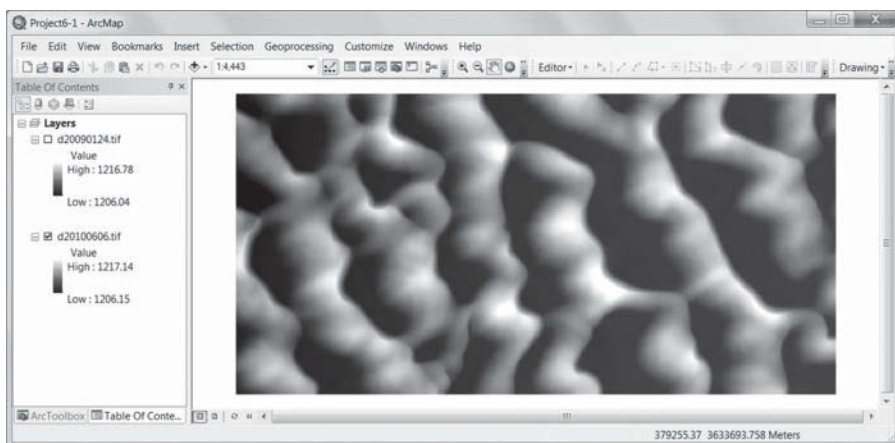 Project6-1 - ArcMap
File Edit View Bookmarks Insert Selection Geoprocessing Customize Windows Help
1:4,443
Editor
Drawing
Table Of Contents
Layers
d20090124.tif
Value
High : 1216.78
Low : 1206.04
d20100606.tif
Value
High : 1217.14
Low : 1206.15
ArcToolbox
Table Of Conte...
379255.37 3633693.758 Meters